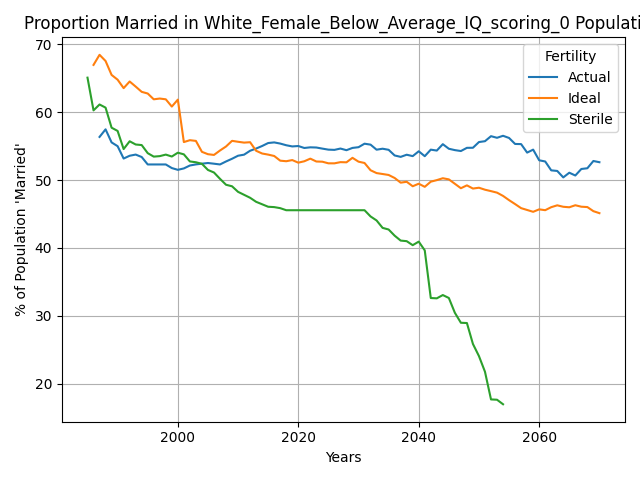 Proportion Married in White_Female_Below_Average_IQ_scoring_0 Populati
Fertility
Actual
Ideal
Sterile
% of Population 'Married'
70
60
50
40
30
20
2000
2020
2040
2060
Years